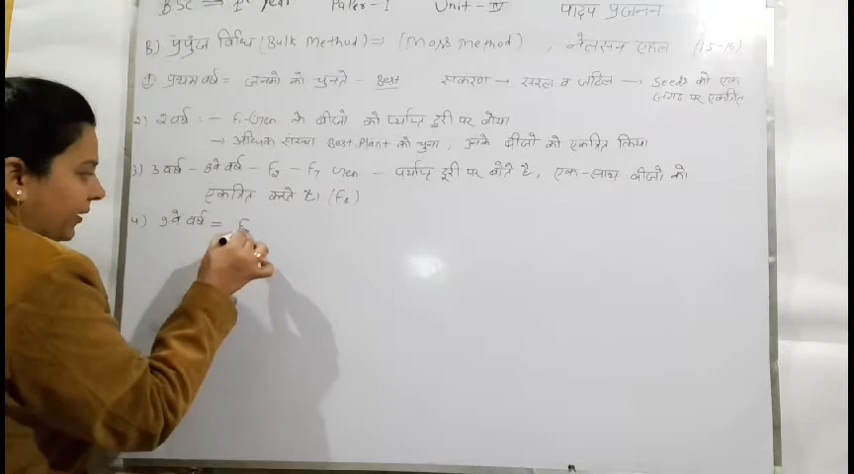 BSC ⇒ Ist year Paper-I Unit-IV पादप प्रजनन
B) प्रपुंज विधि (Bulk Method) ⇒ (Mass Method), नेलसन एहल (15-16)
1) प्रथम वर्ष = जनको को चुनते - Best संकरण → सरल व जटिल → seeds को एक
जगह पर एकत्रित
2) 2 वर्ष :- F₁-Gen के बीजो को पर्याप्त दूरी पर बोया
→ अधिक संख्या Best Plant को चुना, उनके बीजो को एकत्रित किया
3) 3 वर्ष - 8वे वर्ष - F₂ - F₇ Gen - पर्याप्त दूरी पर बोते है, एक-साथ बीजो को
एकत्रित करते है। (F₈)
4) 9वे वर्ष = F